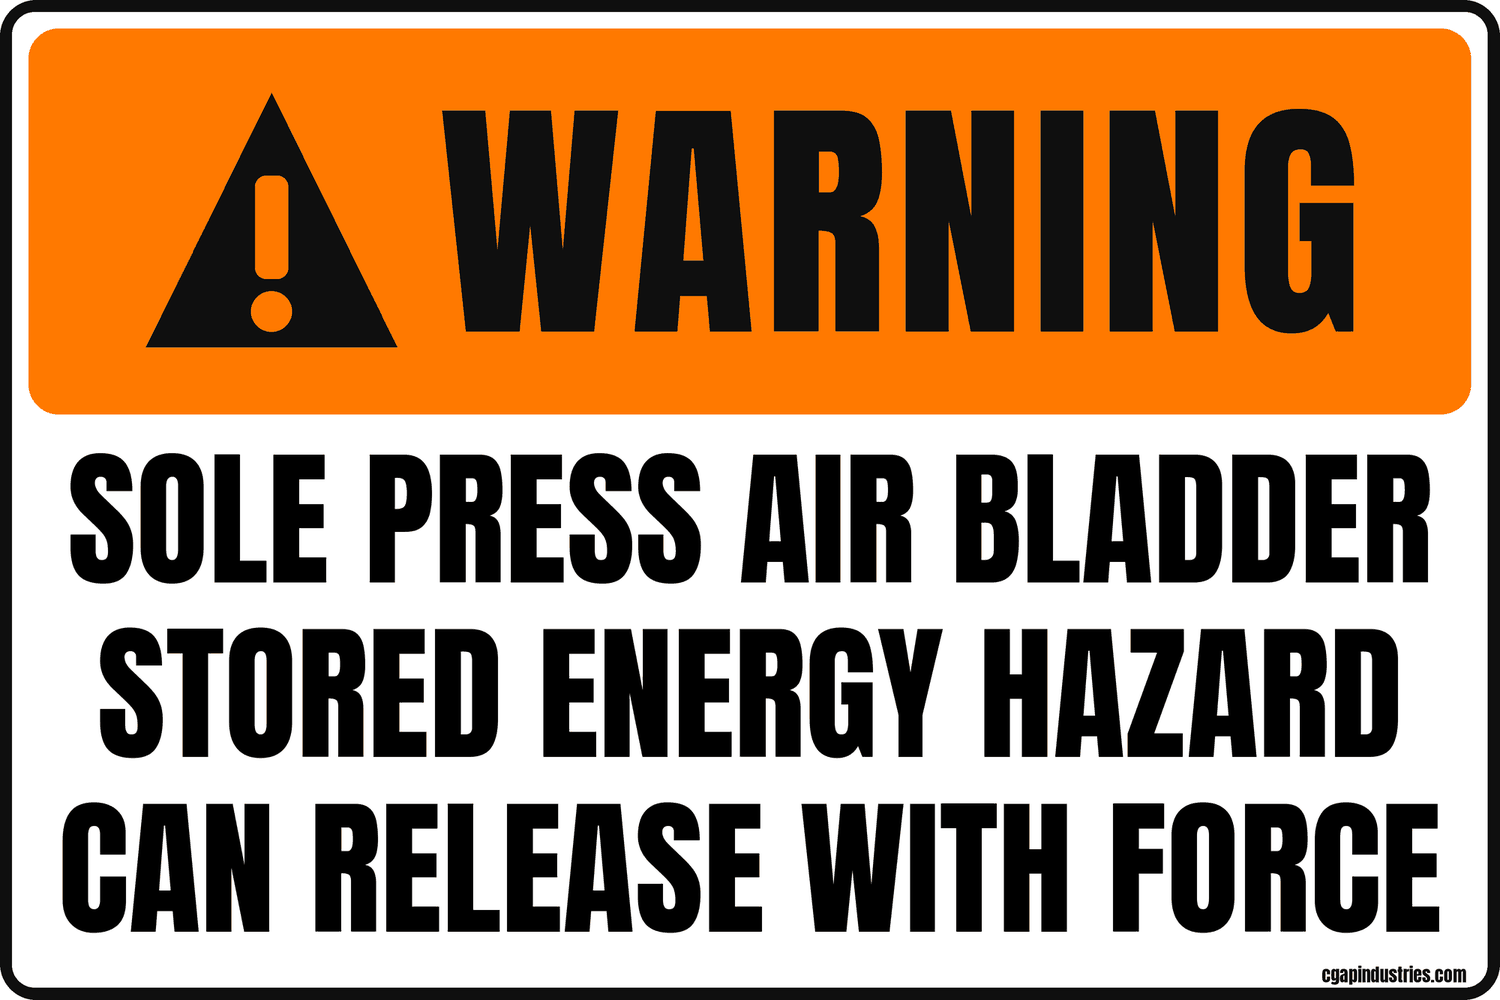 WARNING
SOLE PRESS AIR BLADDER
STORED ENERGY HAZARD
CAN RELEASE WITH FORCE
cgapindustries.com